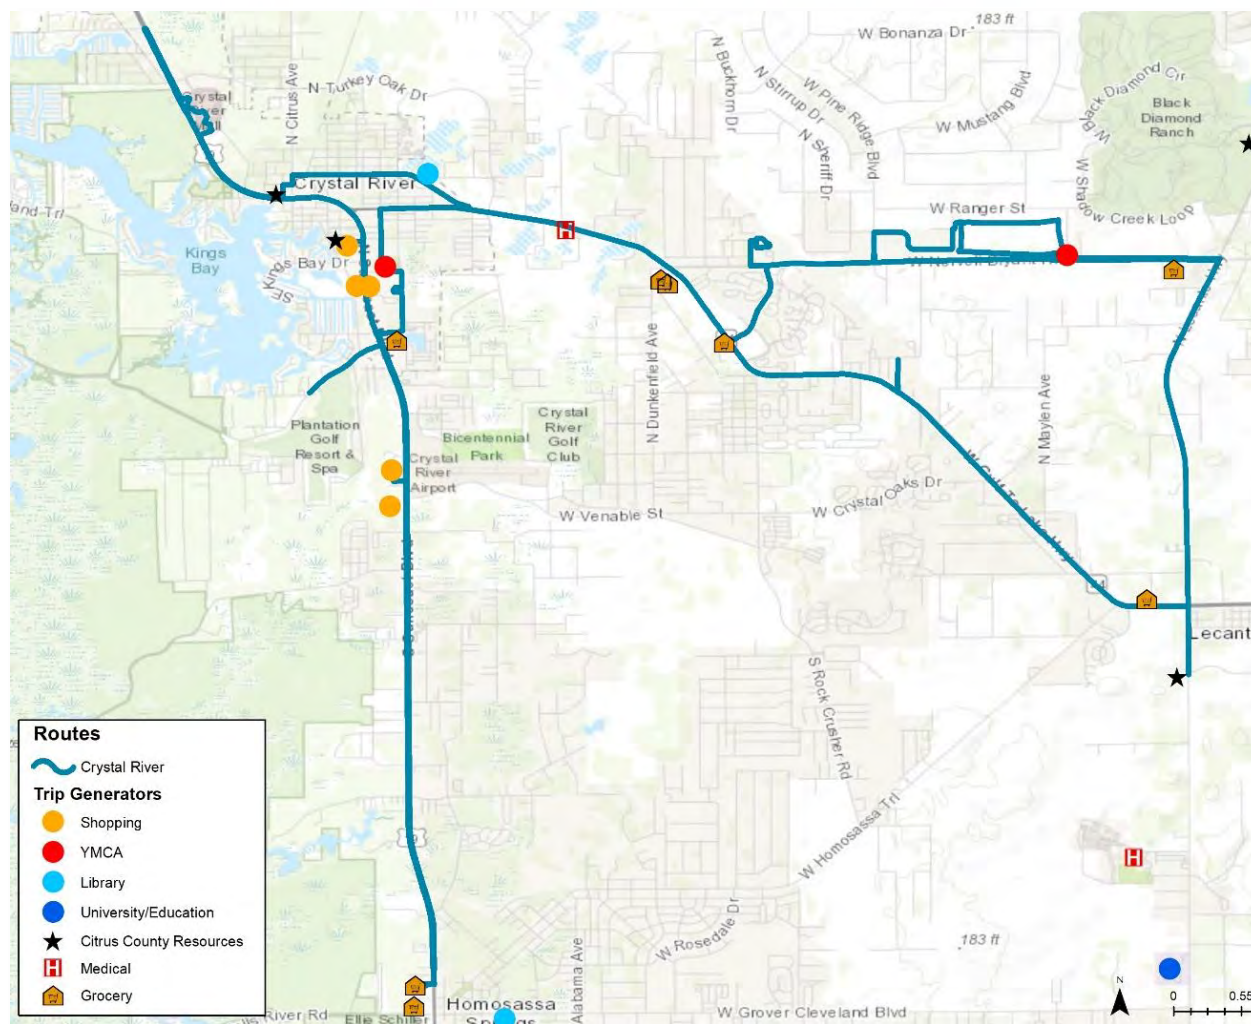 183 ft
W Bonanza Dr
N Buckhorn Dr
N Stirrup Dr
W Pine Ridge Blvd
N Sheriff Dr
W Mustang Blvd
W Black Diamond Cir
Black
Diamond
Ranch
W Shadow Creek Loop
N Citrus Ave
N Turkey Oak Dr
Crystal
River
Crystal River
W Ranger St
Kings
Bay
Kings Bay Dr
N Dunkenfield Ave
N Maylen Ave
Plantation
Golf
Resort &
Spa
Bicentennial
Park
Crystal
River
Golf
Club
Crystal
River
Airport
W Venable St
W Crystal Oaks Dr
W Gulf To Lake Hwy
Lecant
S Rock Crusher Rd
W Homosassa Trl
W Rosedale Dr
183 ft
Alabama Ave
Homosassa
Springs
W Grover Cleveland Blvd
River Rd
Routes
Crystal River
Trip Generators
Shopping
YMCA
Library
University/Education
Citrus County Resources
H Medical
Grocery
N
0 0.55